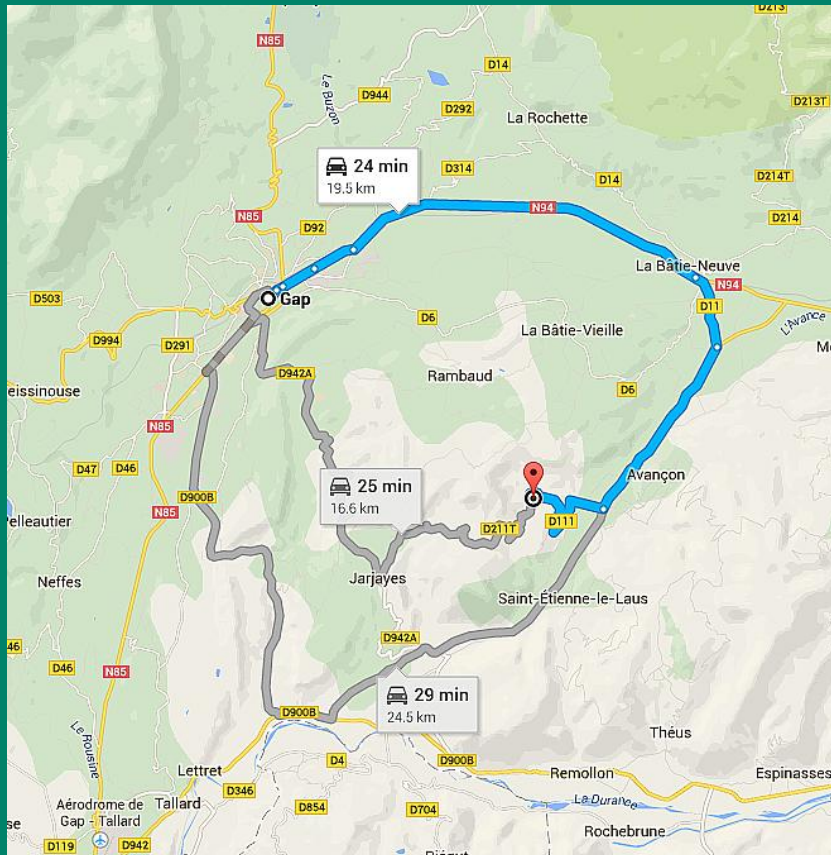 D213
N85
D14
D944
Le Buzon
D292
D213T
La Rochette
24 min
19.5 km
D314
D14
D214T
N94
N85
D92
D214
La Bâtie-Neuve
N94
D503
Gap
D11
L'Avance
D6
La Bâtie-Vieille
D994
D291
D942A
Rambaud
D6
eissinouse
N85
D47
D46
Avançon
25 min
16.6 km
D900B
N85
D211T
D111
Pelleautier
Neffes
Jarjayes
Saint-Étienne-le-Laus
46
D942A
D46
N85
29 min
24.5 km
D900B
Le Rousine
Théus
D4
D900B
Lettret
Remollon
Espinasses
D346
La Durance
Aérodrome de
Gap - Tallard
Tallard
D854
D704
Rochebrune
D119
D942